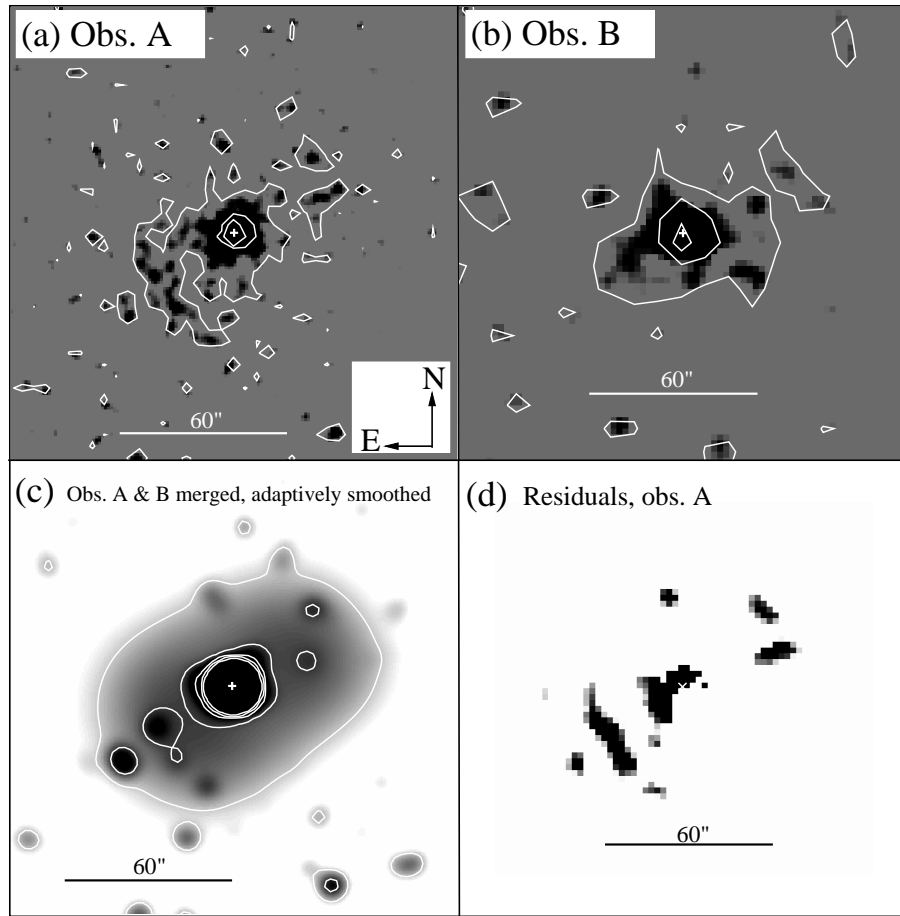 (a) Obs. A
(b) Obs. B
60"
N
E
60"
(c) Obs. A & B merged, adaptively smoothed
(d) Residuals, obs. A
60"
60"